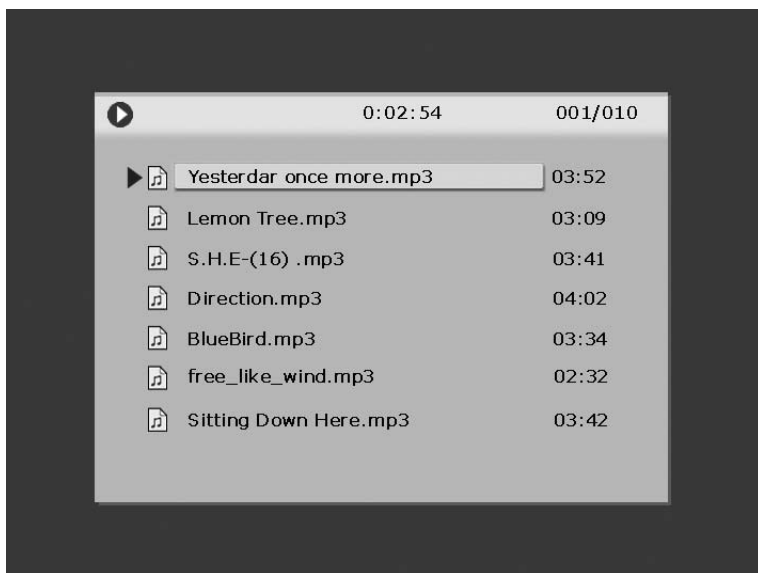 0:02:54 001/010
Yesterdar once more.mp3 03:52
Lemon Tree.mp3 03:09
S.H.E-(16) .mp3 03:41
Direction.mp3 04:02
BlueBird.mp3 03:34
free_like_wind.mp3 02:32
Sitting Down Here.mp3 03:42